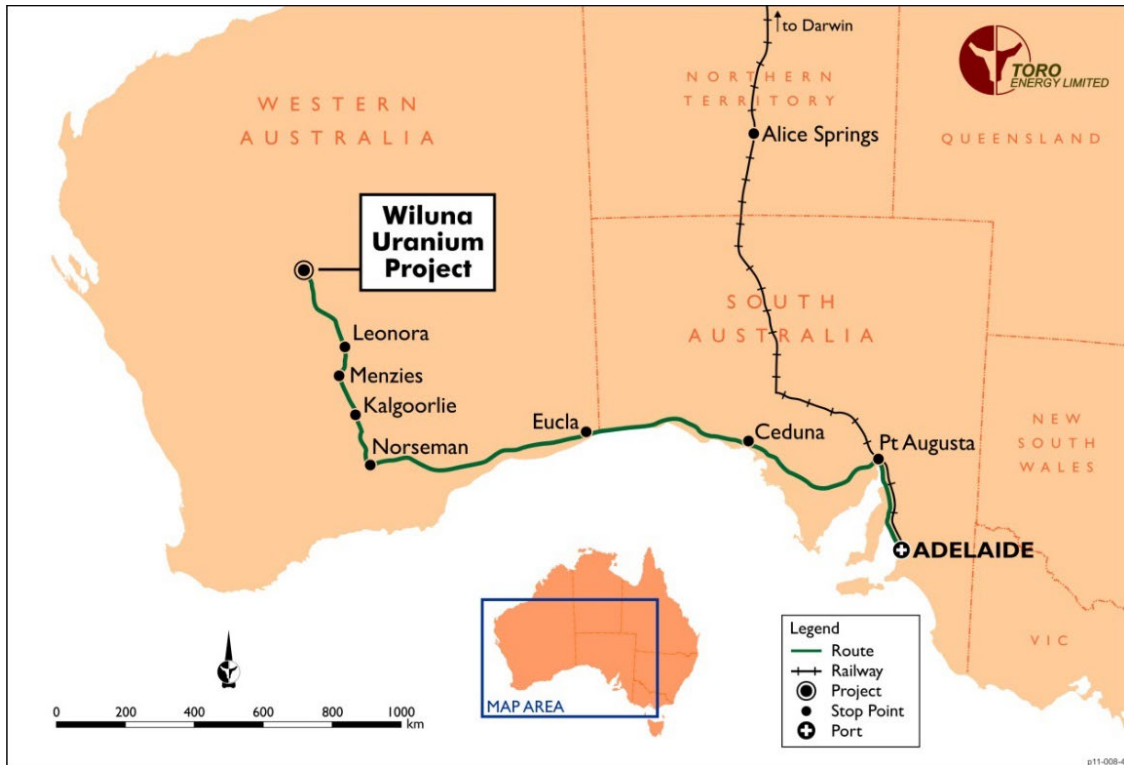 to Darwin
TORO
ENERGY LIMITED
NORTHERN
TERRITORY
WESTERN
AUSTRALIA
Alice Springs
QUEENSLAND
Wiluna
Uranium
Project
SOUTH
AUSTRALIA
Leonora
Menzies
Kalgoorlie
Eucla
Ceduna
Norseman
Pt Augusta
NEW
SOUTH
WALES
ADELAIDE
VIC
MAP AREA
Legend
Route
Railway
Project
Stop Point
Port
0 200 400 600 800 1000
km
p11-008-4